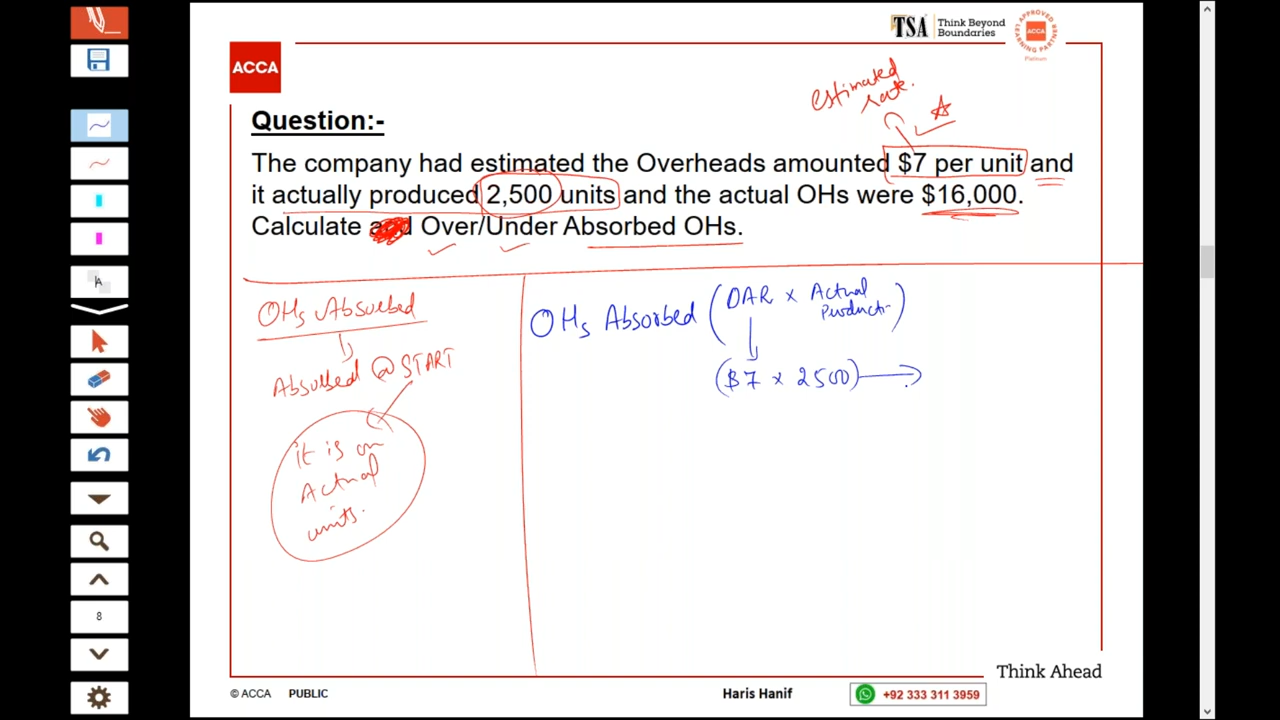 TSA Think Beyond
Boundaries
APPROVED
LEARNING PARTNER
ACCA
Platinum
ACCA
estimated
rate.
Question:-
The company had estimated the Overheads amounted $7 per unit and
it actually produced 2,500 units and the actual OHs were $16,000.
Calculate Over/Under Absorbed OHs.
OHs Absorbed
Absorbed @ START
it is on
Actual
units.
OHs Absorbed (OAR × Actual
Producti-)
($7 × 2500)
8
Think Ahead
© ACCA PUBLIC
Haris Hanif
+92 333 311 3959